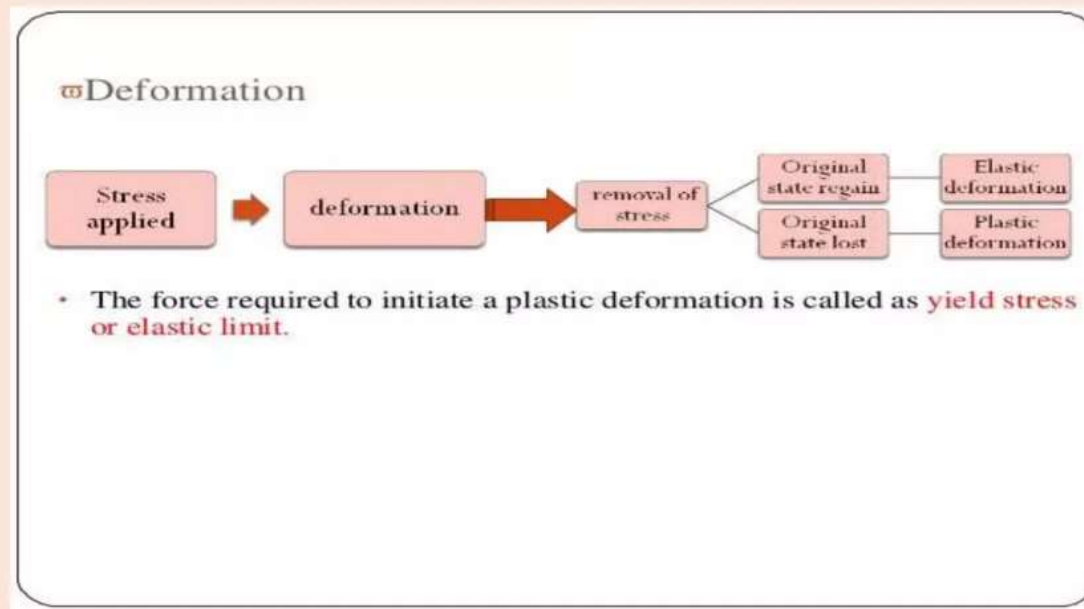 ϖDeformation
Stress
applied
deformation
removal of
stress
Original
state regain
Elastic
deformation
Original
state lost
Plastic
deformation
• The force required to initiate a plastic deformation is called as yield stress
or elastic limit.